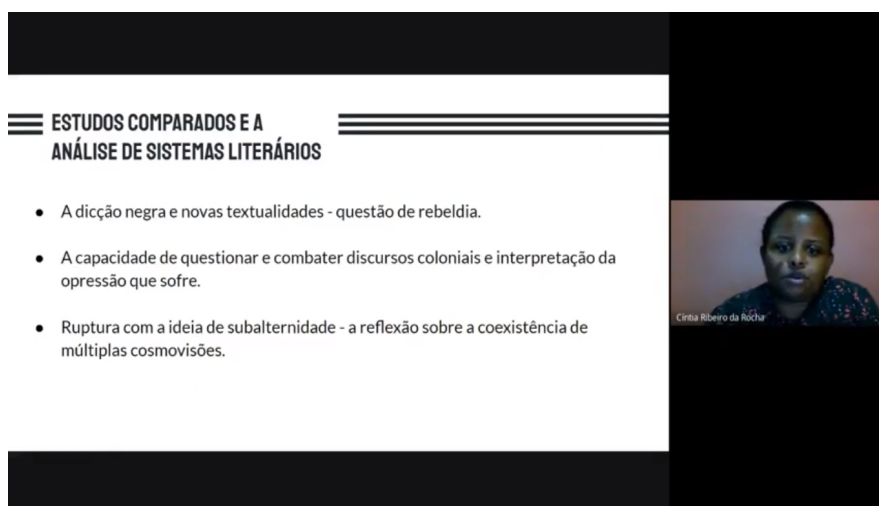 ESTUDOS COMPARADOS E A
ANÁLISE DE SISTEMAS LITERÁRIOS
● A dicção negra e novas textualidades - questão de rebeldia.
● A capacidade de questionar e combater discursos coloniais e interpretação da
opressão que sofre.
● Ruptura com a ideia de subalternidade - a reflexão sobre a coexistência de
múltiplas cosmovisões.
Cíntia Ribeiro da Rocha